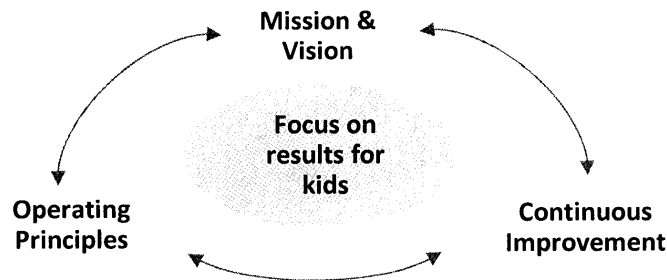 Mission &
Vision
Focus on
results for
kids
Operating
Principles
Continuous
Improvement